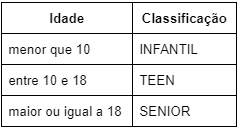 Idade Classificação
menor que 10 INFANTIL
entre 10 e 18 TEEN
maior ou igual a 18 SENIOR